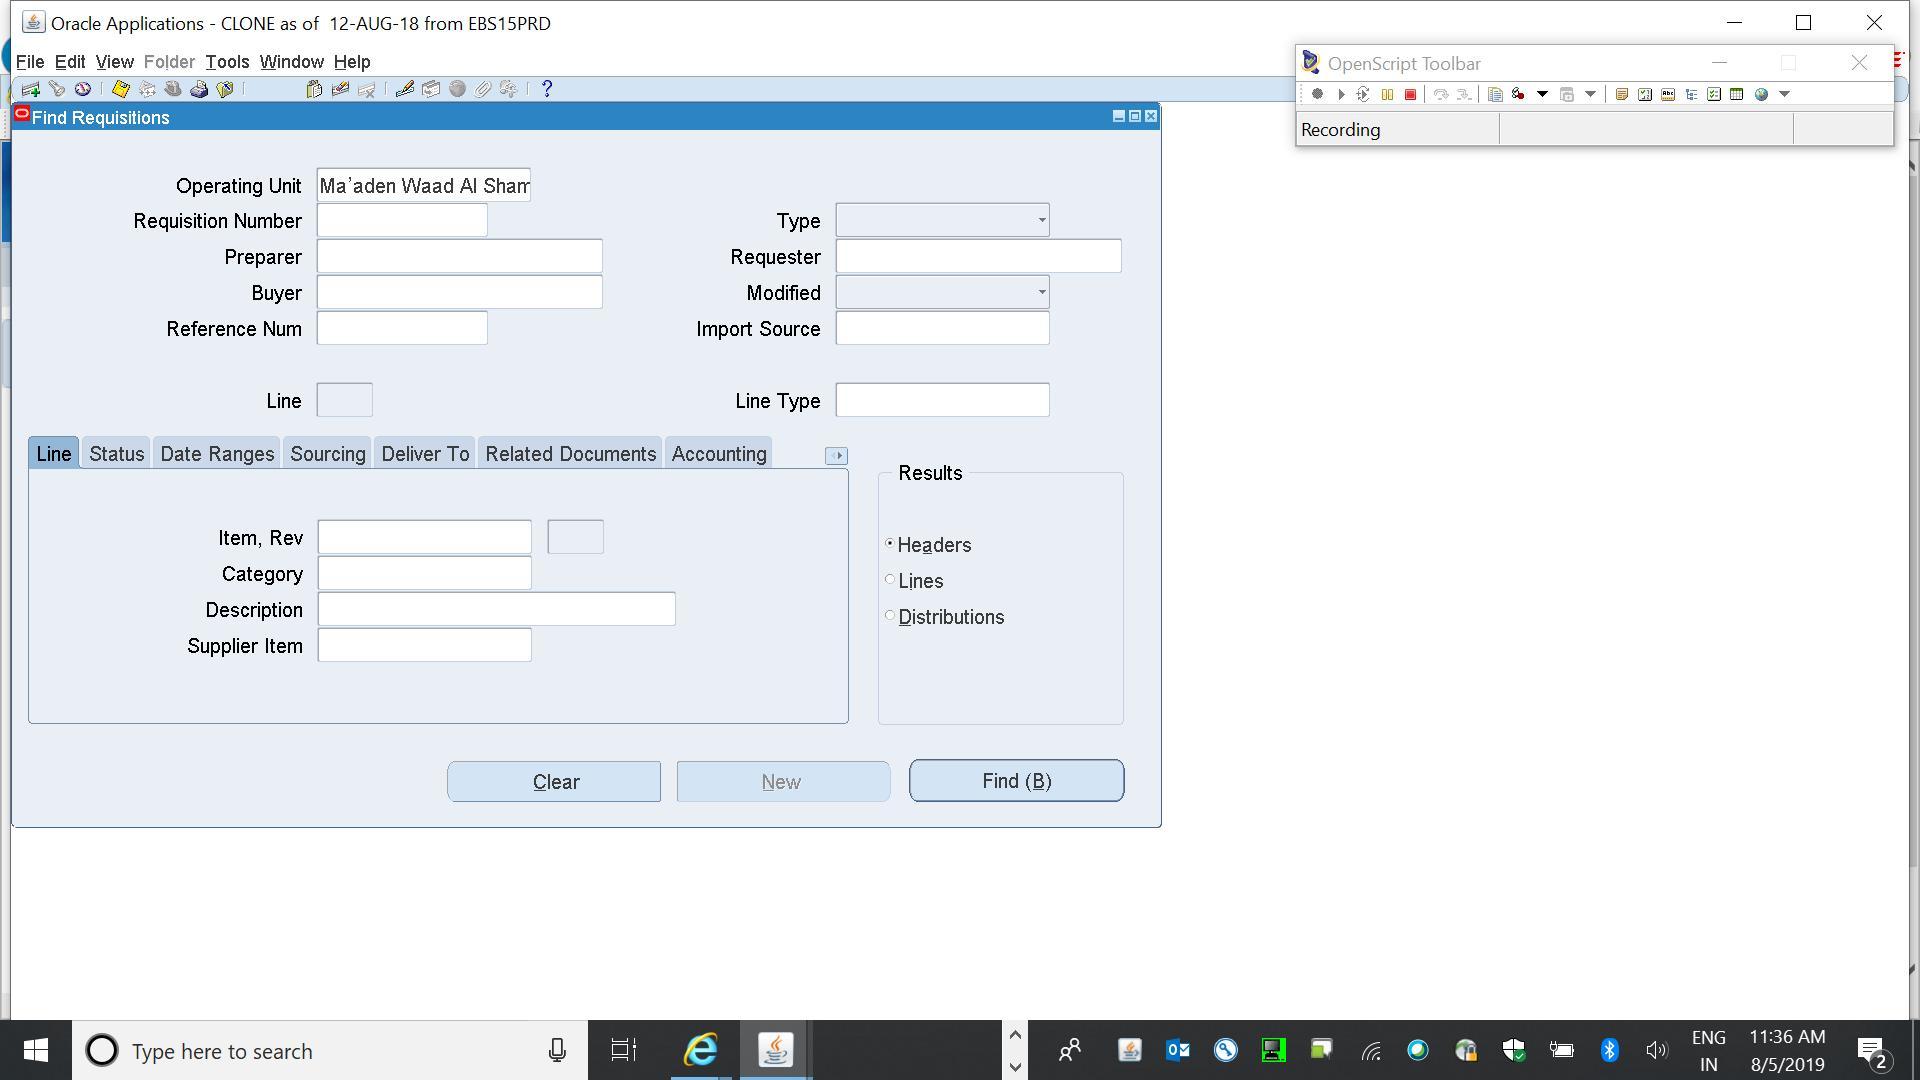 Oracle Applications - CLONE as of 12-AUG-18 from EBS15PRD
File Edit View Folder Tools Window Help
OpenScript Toolbar
Recording
Find Requisitions
Operating Unit Ma'aden Waad Al Sham
Requisition Number Type
Preparer Requester
Buyer Modified
Reference Num Import Source
Line Line Type
Line Status Date Ranges Sourcing Deliver To Related Documents Accounting
Results
Item, Rev
Headers
Category
Lines
Description
Distributions
Supplier Item
Clear New Find (B)
Type here to search
ENG
IN
11:36 AM
8/5/2019
2